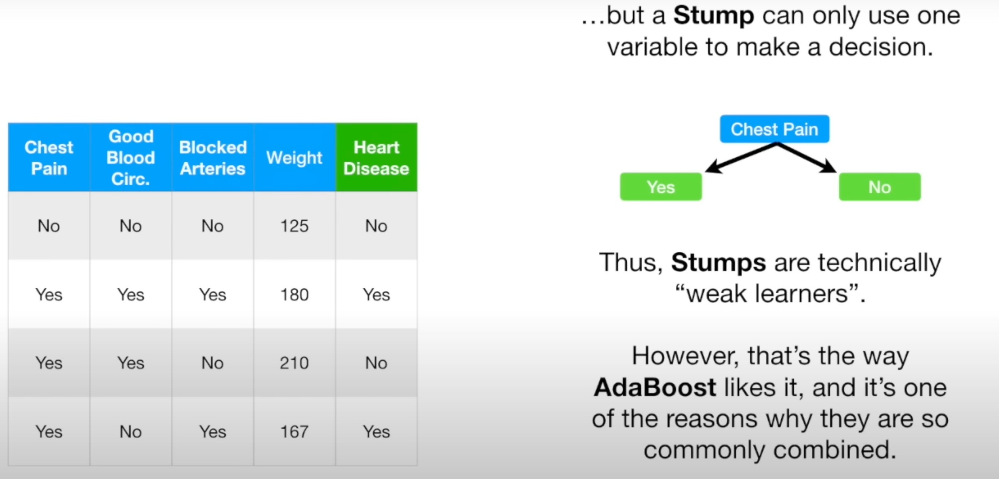 ...but a Stump can only use one
variable to make a decision.
Chest Pain
Yes
No
Chest Pain
Good Blood Circ.
Blocked Arteries
Weight
Heart Disease
No No No 125 No
Yes Yes Yes 180 Yes
Yes Yes No 210 No
Yes No Yes 167 Yes
Thus, Stumps are technically
“weak learners”.
However, that’s the way
AdaBoost likes it, and it’s one
of the reasons why they are so
commonly combined.